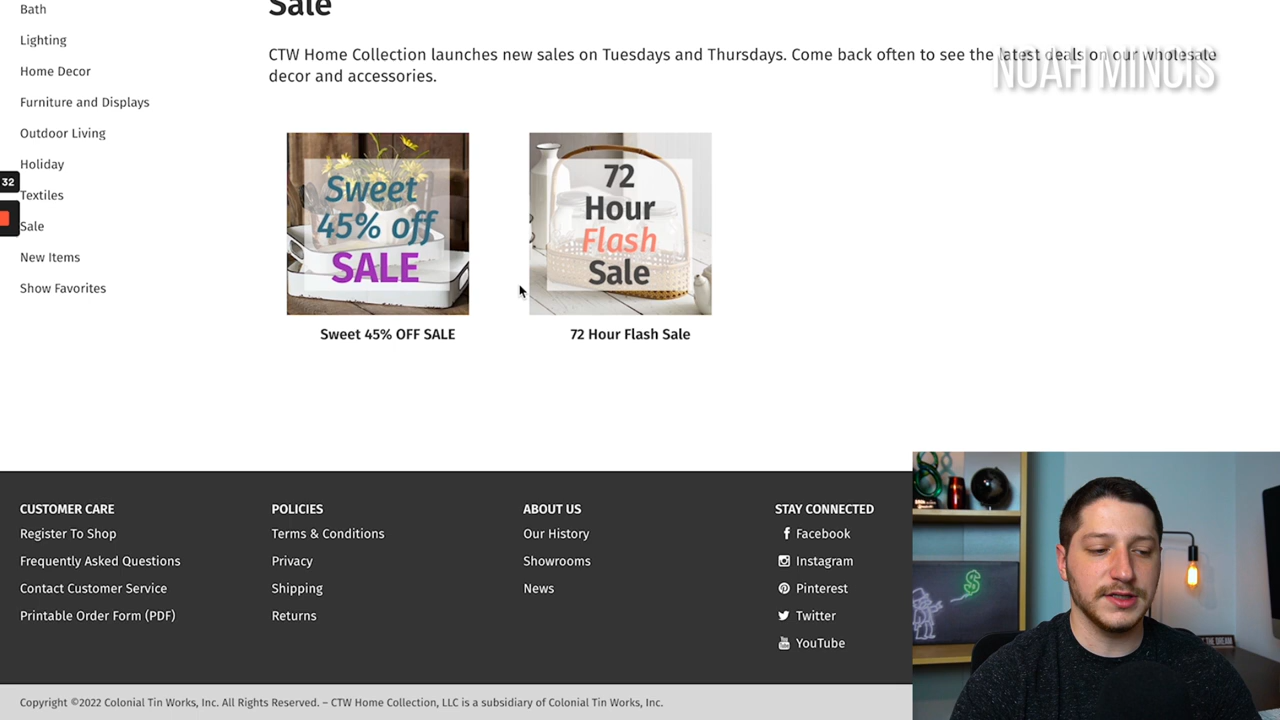 Sale
CTW Home Collection launches new sales on Tuesdays and Thursdays. Come back often to see the latest deals on our wholesale
decor and accessories.
NOAH MINCIS
Bath
Lighting
Home Decor
Furniture and Displays
Outdoor Living
Holiday
Textiles
Sale
New Items
Show Favorites
32
Sweet
45% off
SALE
Sweet 45% OFF SALE
72
Hour
Flash
Sale
72 Hour Flash Sale
CUSTOMER CARE
Register To Shop
Frequently Asked Questions
Contact Customer Service
Printable Order Form (PDF)
POLICIES
Terms & Conditions
Privacy
Shipping
Returns
ABOUT US
Our History
Showrooms
News
STAY CONNECTED
Facebook
Instagram
Pinterest
Twitter
YouTube
Copyright ©2022 Colonial Tin Works, Inc. All Rights Reserved. – CTW Home Collection, LLC is a subsidiary of Colonial Tin Works, Inc.